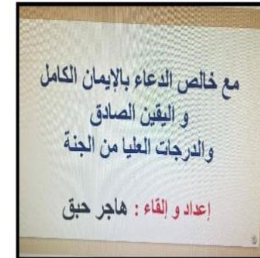 مع خالص الدعاء بالإيمان الكامل
و اليقين الصادق
والدرجات العليا من الجنة
إعداد و إلقاء : هاجر حبق